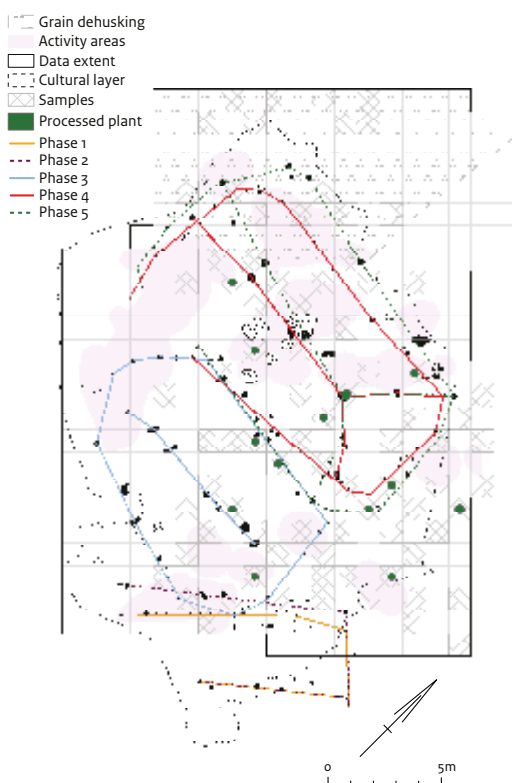 Grain dehusking
Activity areas
Data extent
Cultural layer
Samples
Processed plant
Phase 1
Phase 2
Phase 3
Phase 4
Phase 5
0 5m